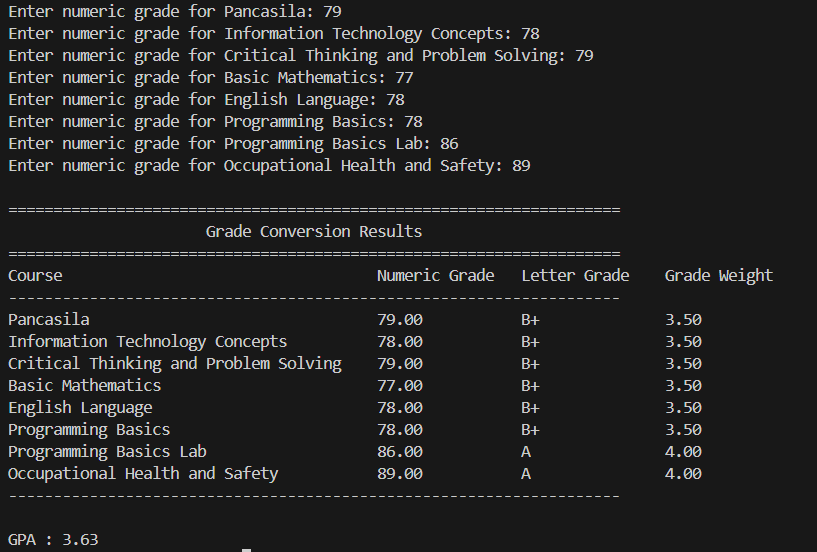 Enter numeric grade for Pancasila: 79
Enter numeric grade for Information Technology Concepts: 78
Enter numeric grade for Critical Thinking and Problem Solving: 79
Enter numeric grade for Basic Mathematics: 77
Enter numeric grade for English Language: 78
Enter numeric grade for Programming Basics: 78
Enter numeric grade for Programming Basics Lab: 86
Enter numeric grade for Occupational Health and Safety: 89

====================================================================
                      Grade Conversion Results
====================================================================
Course                                   Numeric Grade   Letter Grade    Grade Weight
--------------------------------------------------------------------
Pancasila                                79.00           B+              3.50
Information Technology Concepts          78.00           B+              3.50
Critical Thinking and Problem Solving    79.00           B+              3.50
Basic Mathematics                        77.00           B+              3.50
English Language                         78.00           B+              3.50
Programming Basics                       78.00           B+              3.50
Programming Basics Lab                   86.00           A               4.00
Occupational Health and Safety           89.00           A               4.00
--------------------------------------------------------------------

GPA : 3.63